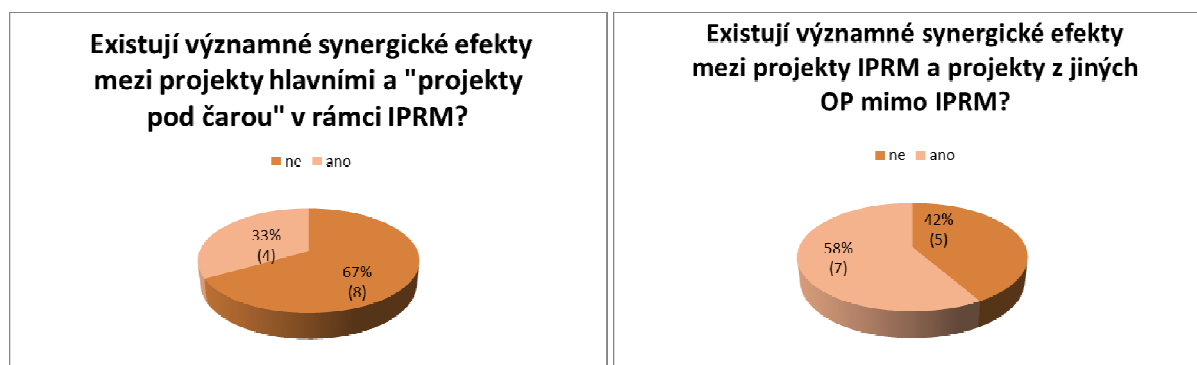 Existují významné synergické efekty
mezi projekty hlavními a "projekty
pod čarou" v rámci IPRM?
ne ano
33%
(4)
67%
(8)
Existují významné synergické efekty
mezi projekty IPRM a projekty z jiných
OP mimo IPRM?
ne ano
42%
(5)
58%
(7)